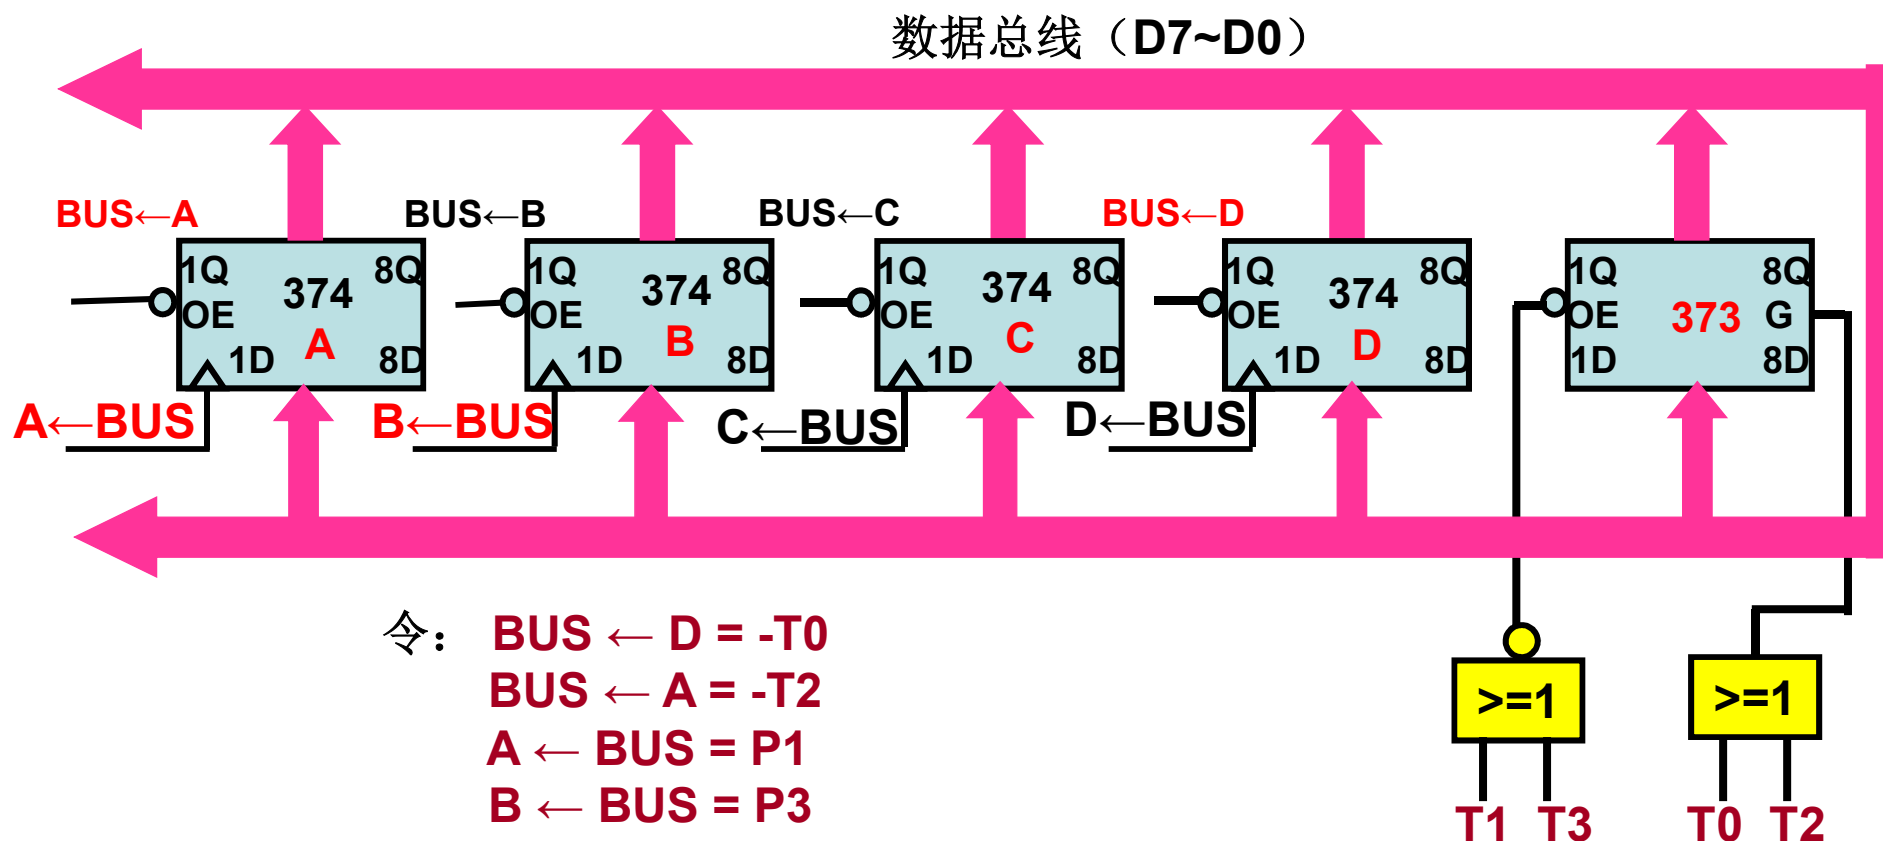 数据总线（D7~D0）
BUS←A
BUS←B
BUS←C
BUS←D
1Q 374 8Q
OE A
1D 8D
1Q 374 8Q
OE B
1D 8D
1Q 374 8Q
OE C
1D 8D
1Q 374 8Q
OE D
1D 8D
1Q 8Q
OE 373 G
1D 8D
A←BUS
B←BUS
C←BUS
D←BUS
令： BUS ← D = -T0
BUS ← A = -T2
A ← BUS = P1
B ← BUS = P3
>=1
>=1
T1 T3 T0 T2